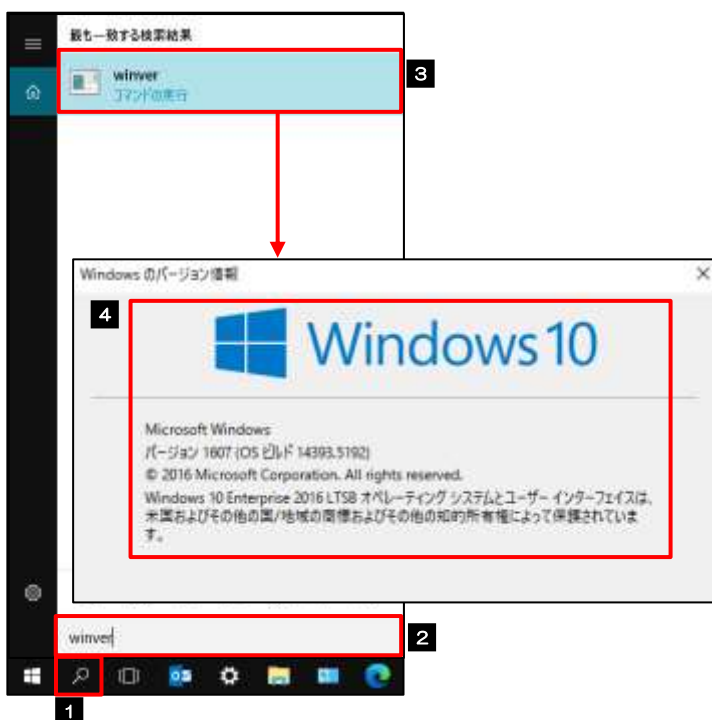 最も一致する検索結果
winver
コマンドの実行
3
Windows のバージョン情報
4
Windows 10
Microsoft Windows
バージョン 1607 (OS ビルド 14393.5192)
© 2016 Microsoft Corporation. All rights reserved.
Windows 10 Enterprise 2016 LTSB オペレーティング システムとユーザー インターフェイスは、
米国およびその他の国/地域の商標およびその他の知的所有権によって保護されていま
す。
winver
2
1